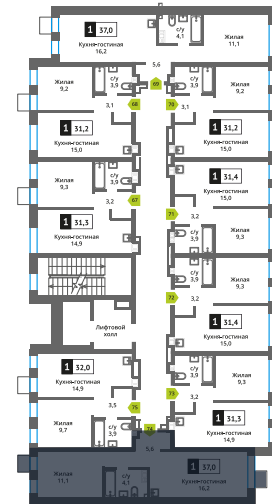 1 37,0
Кухня-гостиная
16,2
с/у
4,1
Жилая
11,1
5,6
69
Жилая
9,2
с/у
3,9
3,1
68
1 31,2
Кухня-гостиная
15,0
70
3,1
с/у
3,9
Жилая
9,2
1 31,2
Кухня-гостиная
15,0
Жилая
9,3
с/у
3,9
3,2
67
1 31,3
Кухня-гостиная
14,9
1 31,4
Кухня-гостиная
15,0
71
3,2
с/у
3,9
Жилая
9,3
с/у
3,9
Жилая
9,3
72
3,2
1 31,4
Кухня-гостиная
15,0
Лифтовой
холл
1 32,0
Кухня-гостиная
14,9
3,5
75
Жилая
9,7
с/у
3,9
с/у
3,9
Жилая
9,3
73
3,2
1 31,3
Кухня-гостиная
14,9
74
5,6
Жилая
11,1
с/у
4,1
1 37,0
Кухня-гостиная
16,2